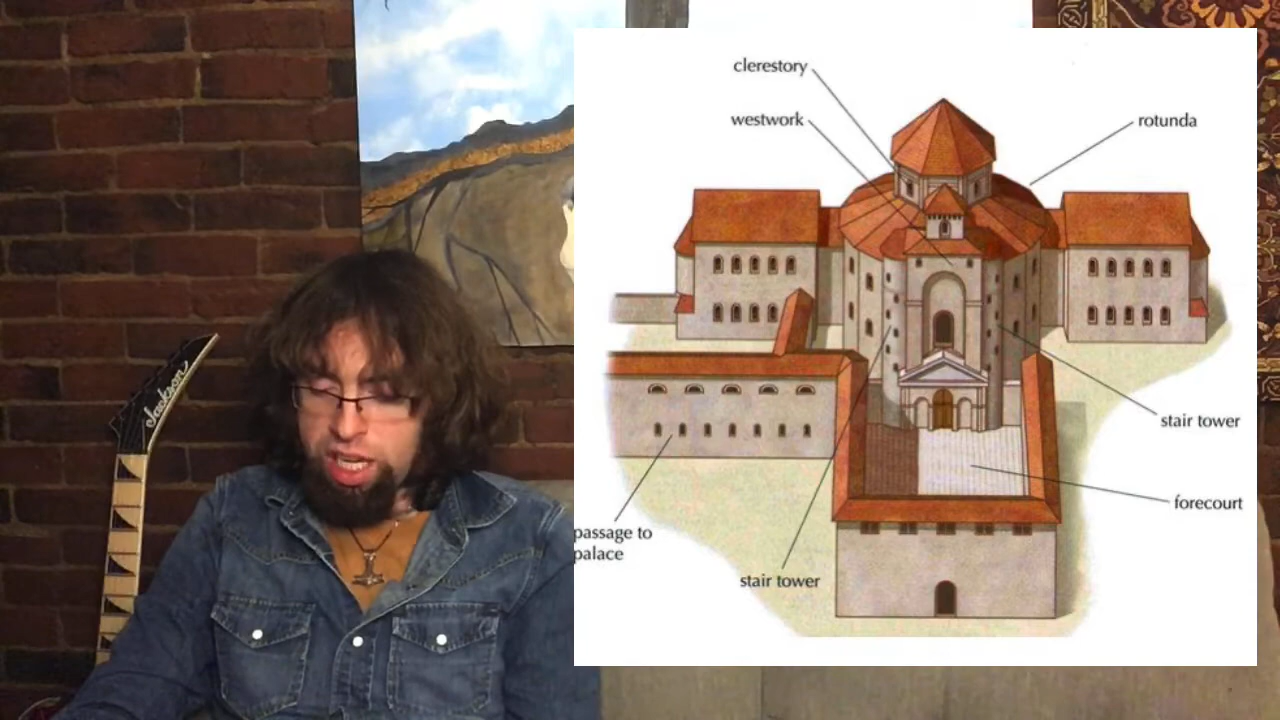 clerestory
westwork
rotunda
Jackson
stair tower
forecourt
passage to
palace
stair tower